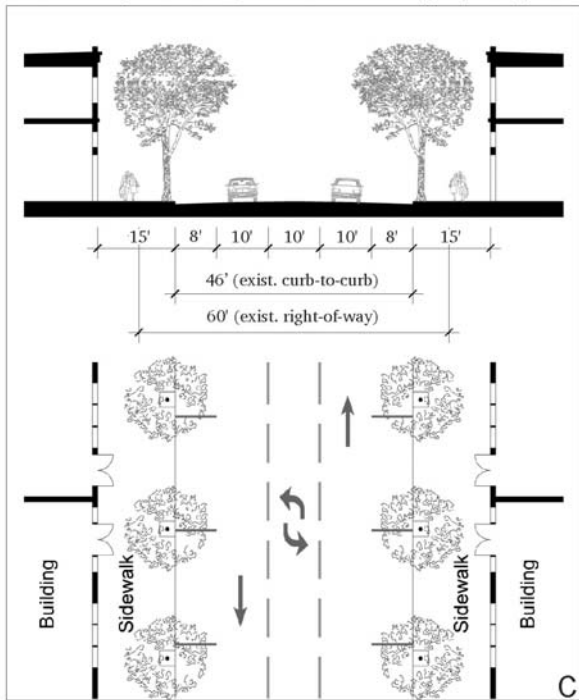 15' 8' 10' 10' 10' 8' 15'
46' (exist. curb-to-curb)
60' (exist. right-of-way)
Building
Sidewalk
Sidewalk
Building
C